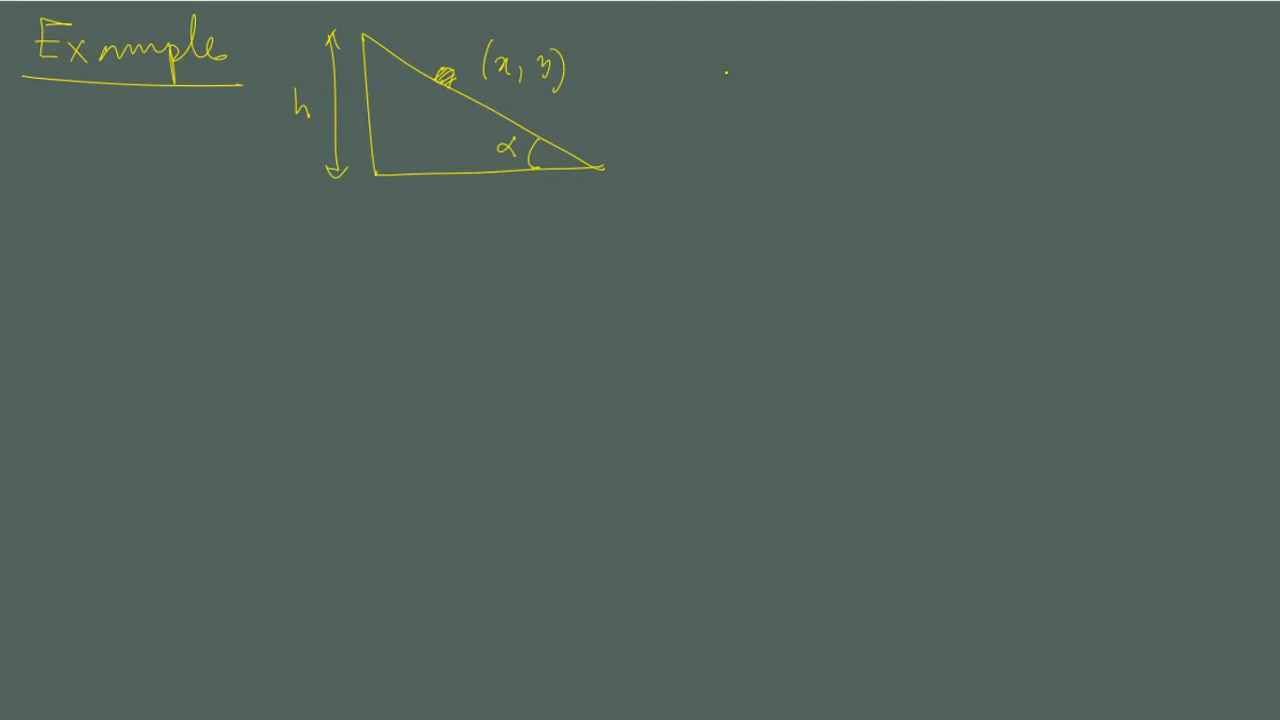 Example
(x, y)
h
α